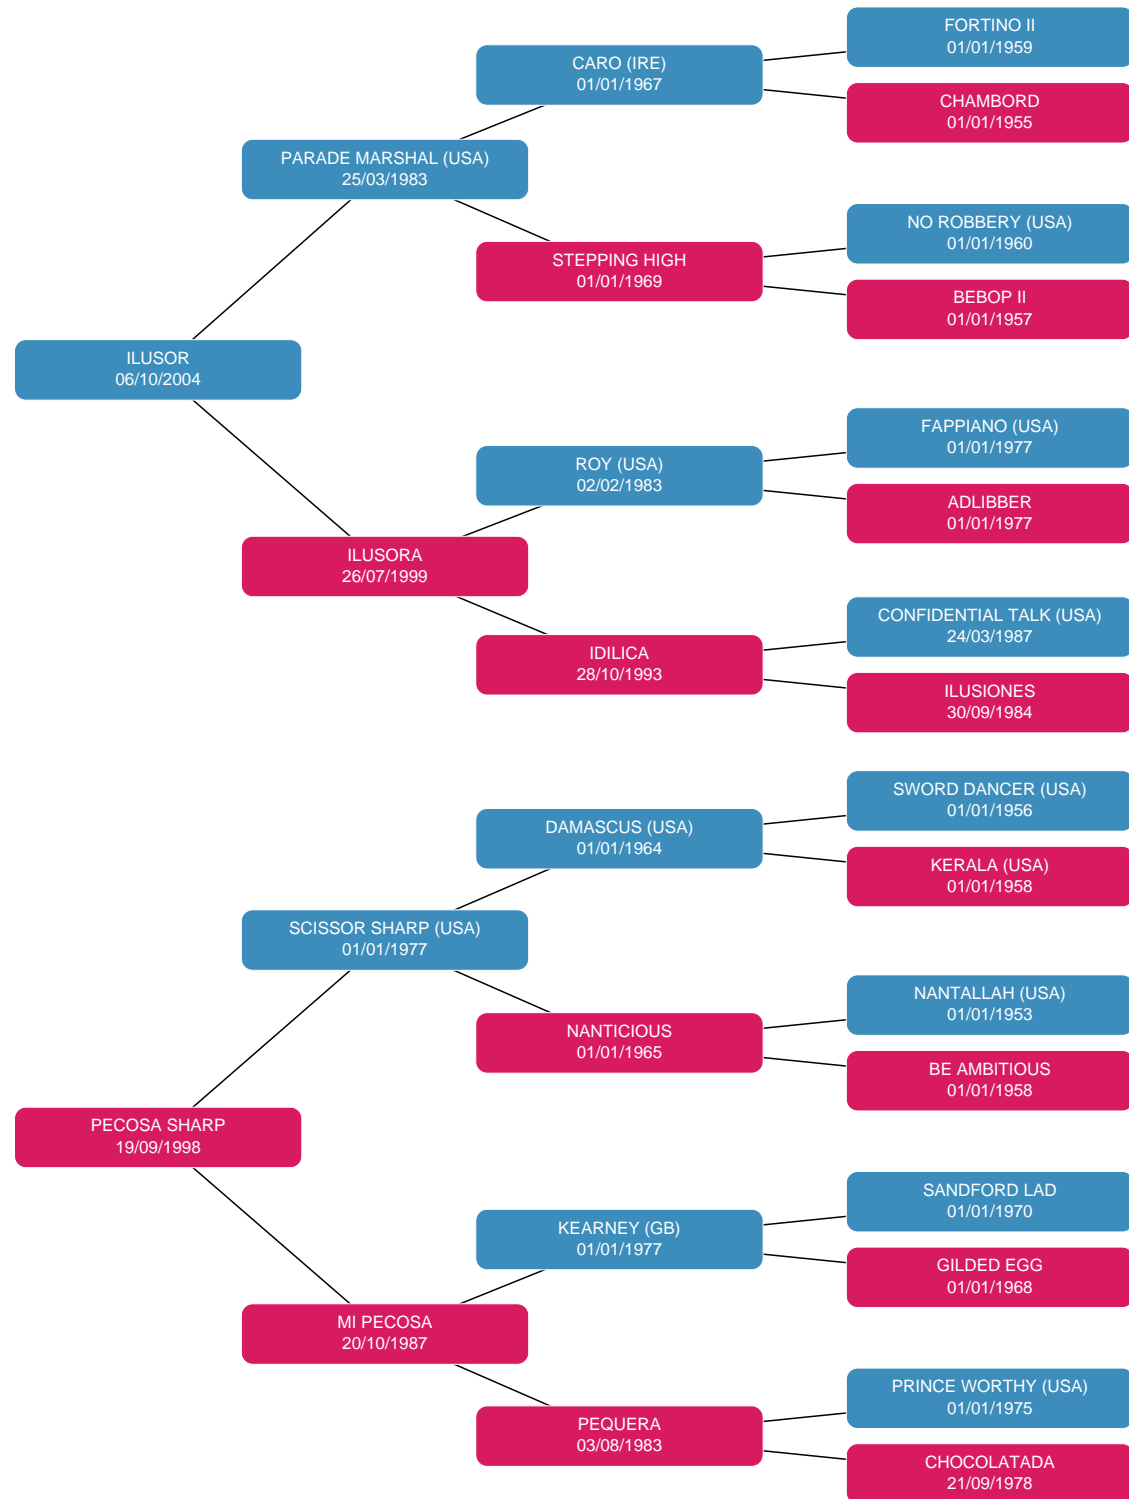 FORTINO II
01/01/1959
CARO (IRE)
01/01/1967
CHAMBORD
01/01/1955
PARADE MARSHAL (USA)
25/03/1983
NO ROBBERY (USA)
01/01/1960
STEPPING HIGH
01/01/1969
BEBOP II
01/01/1957
ILUSOR
06/10/2004
FAPPIANO (USA)
01/01/1977
ROY (USA)
02/02/1983
ADLIBBER
01/01/1977
ILUSORA
26/07/1999
CONFIDENTIAL TALK (USA)
24/03/1987
IDILICA
28/10/1993
ILUSIONES
30/09/1984
SWORD DANCER (USA)
01/01/1956
DAMASCUS (USA)
01/01/1964
KERALA (USA)
01/01/1958
SCISSOR SHARP (USA)
01/01/1977
NANTALLAH (USA)
01/01/1953
NANTICIOUS
01/01/1965
BE AMBITIOUS
01/01/1958
PECOSA SHARP
19/09/1998
SANDFORD LAD
01/01/1970
KEARNEY (GB)
01/01/1977
GILDED EGG
01/01/1968
MI PECOSA
20/10/1987
PRINCE WORTHY (USA)
01/01/1975
PEQUERA
03/08/1983
CHOCOLATADA
21/09/1978